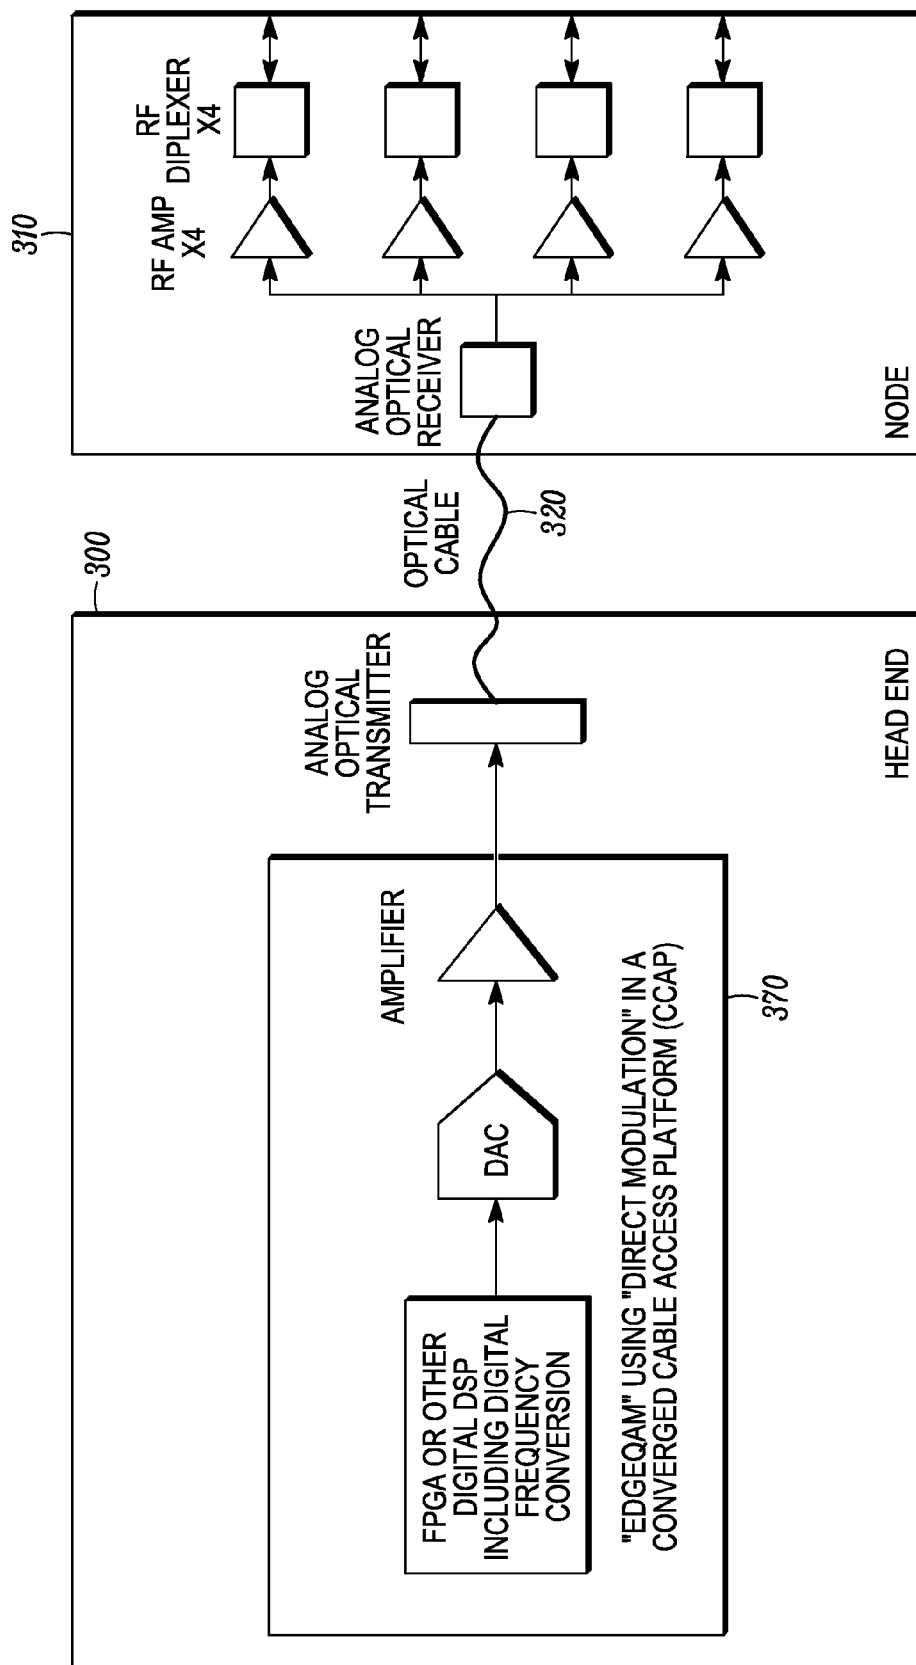 300
310
FPGA OR OTHER
DIGITAL DSP
INCLUDING DIGITAL
FREQUENCY
CONVERSION
DAC
AMPLIFIER
"EDGEQAM" USING "DIRECT MODULATION" IN A
CONVERGED CABLE ACCESS PLATFORM (CCAP)
370
ANALOG
OPTICAL
TRANSMITTER
HEAD END
OPTICAL
CABLE
320
ANALOG
OPTICAL
RECEIVER
RF AMP
X4
RF
DIPLEXER
X4
NODE